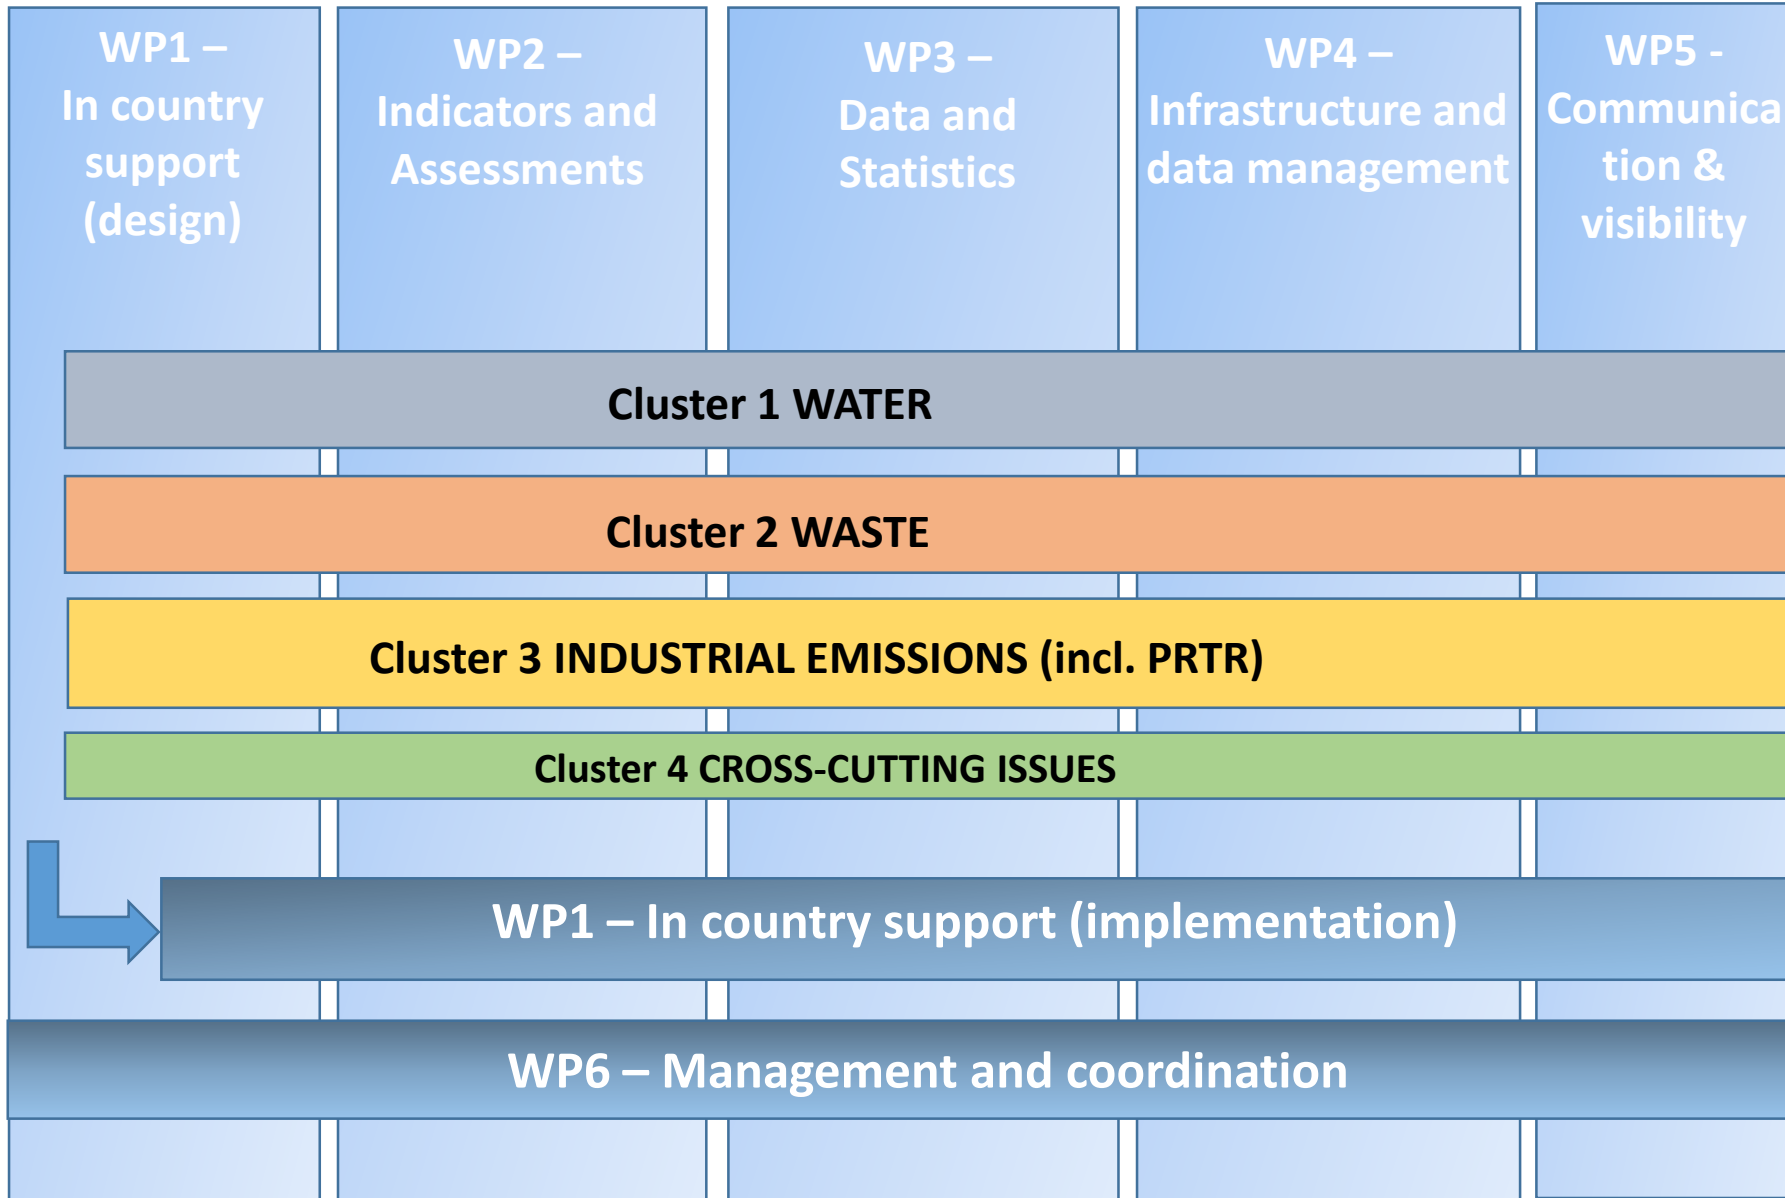 WP1 –
In country
support
(design)
WP2 –
Indicators and
Assessments
WP3 –
Data and
Statistics
WP4 –
Infrastructure and
data management
WP5 -
Communica
tion &
visibility
Cluster 1 WATER
Cluster 2 WASTE
Cluster 3 INDUSTRIAL EMISSIONS (incl. PRTR)
Cluster 4 CROSS-CUTTING ISSUES
WP1 – In country support (implementation)
WP6 – Management and coordination